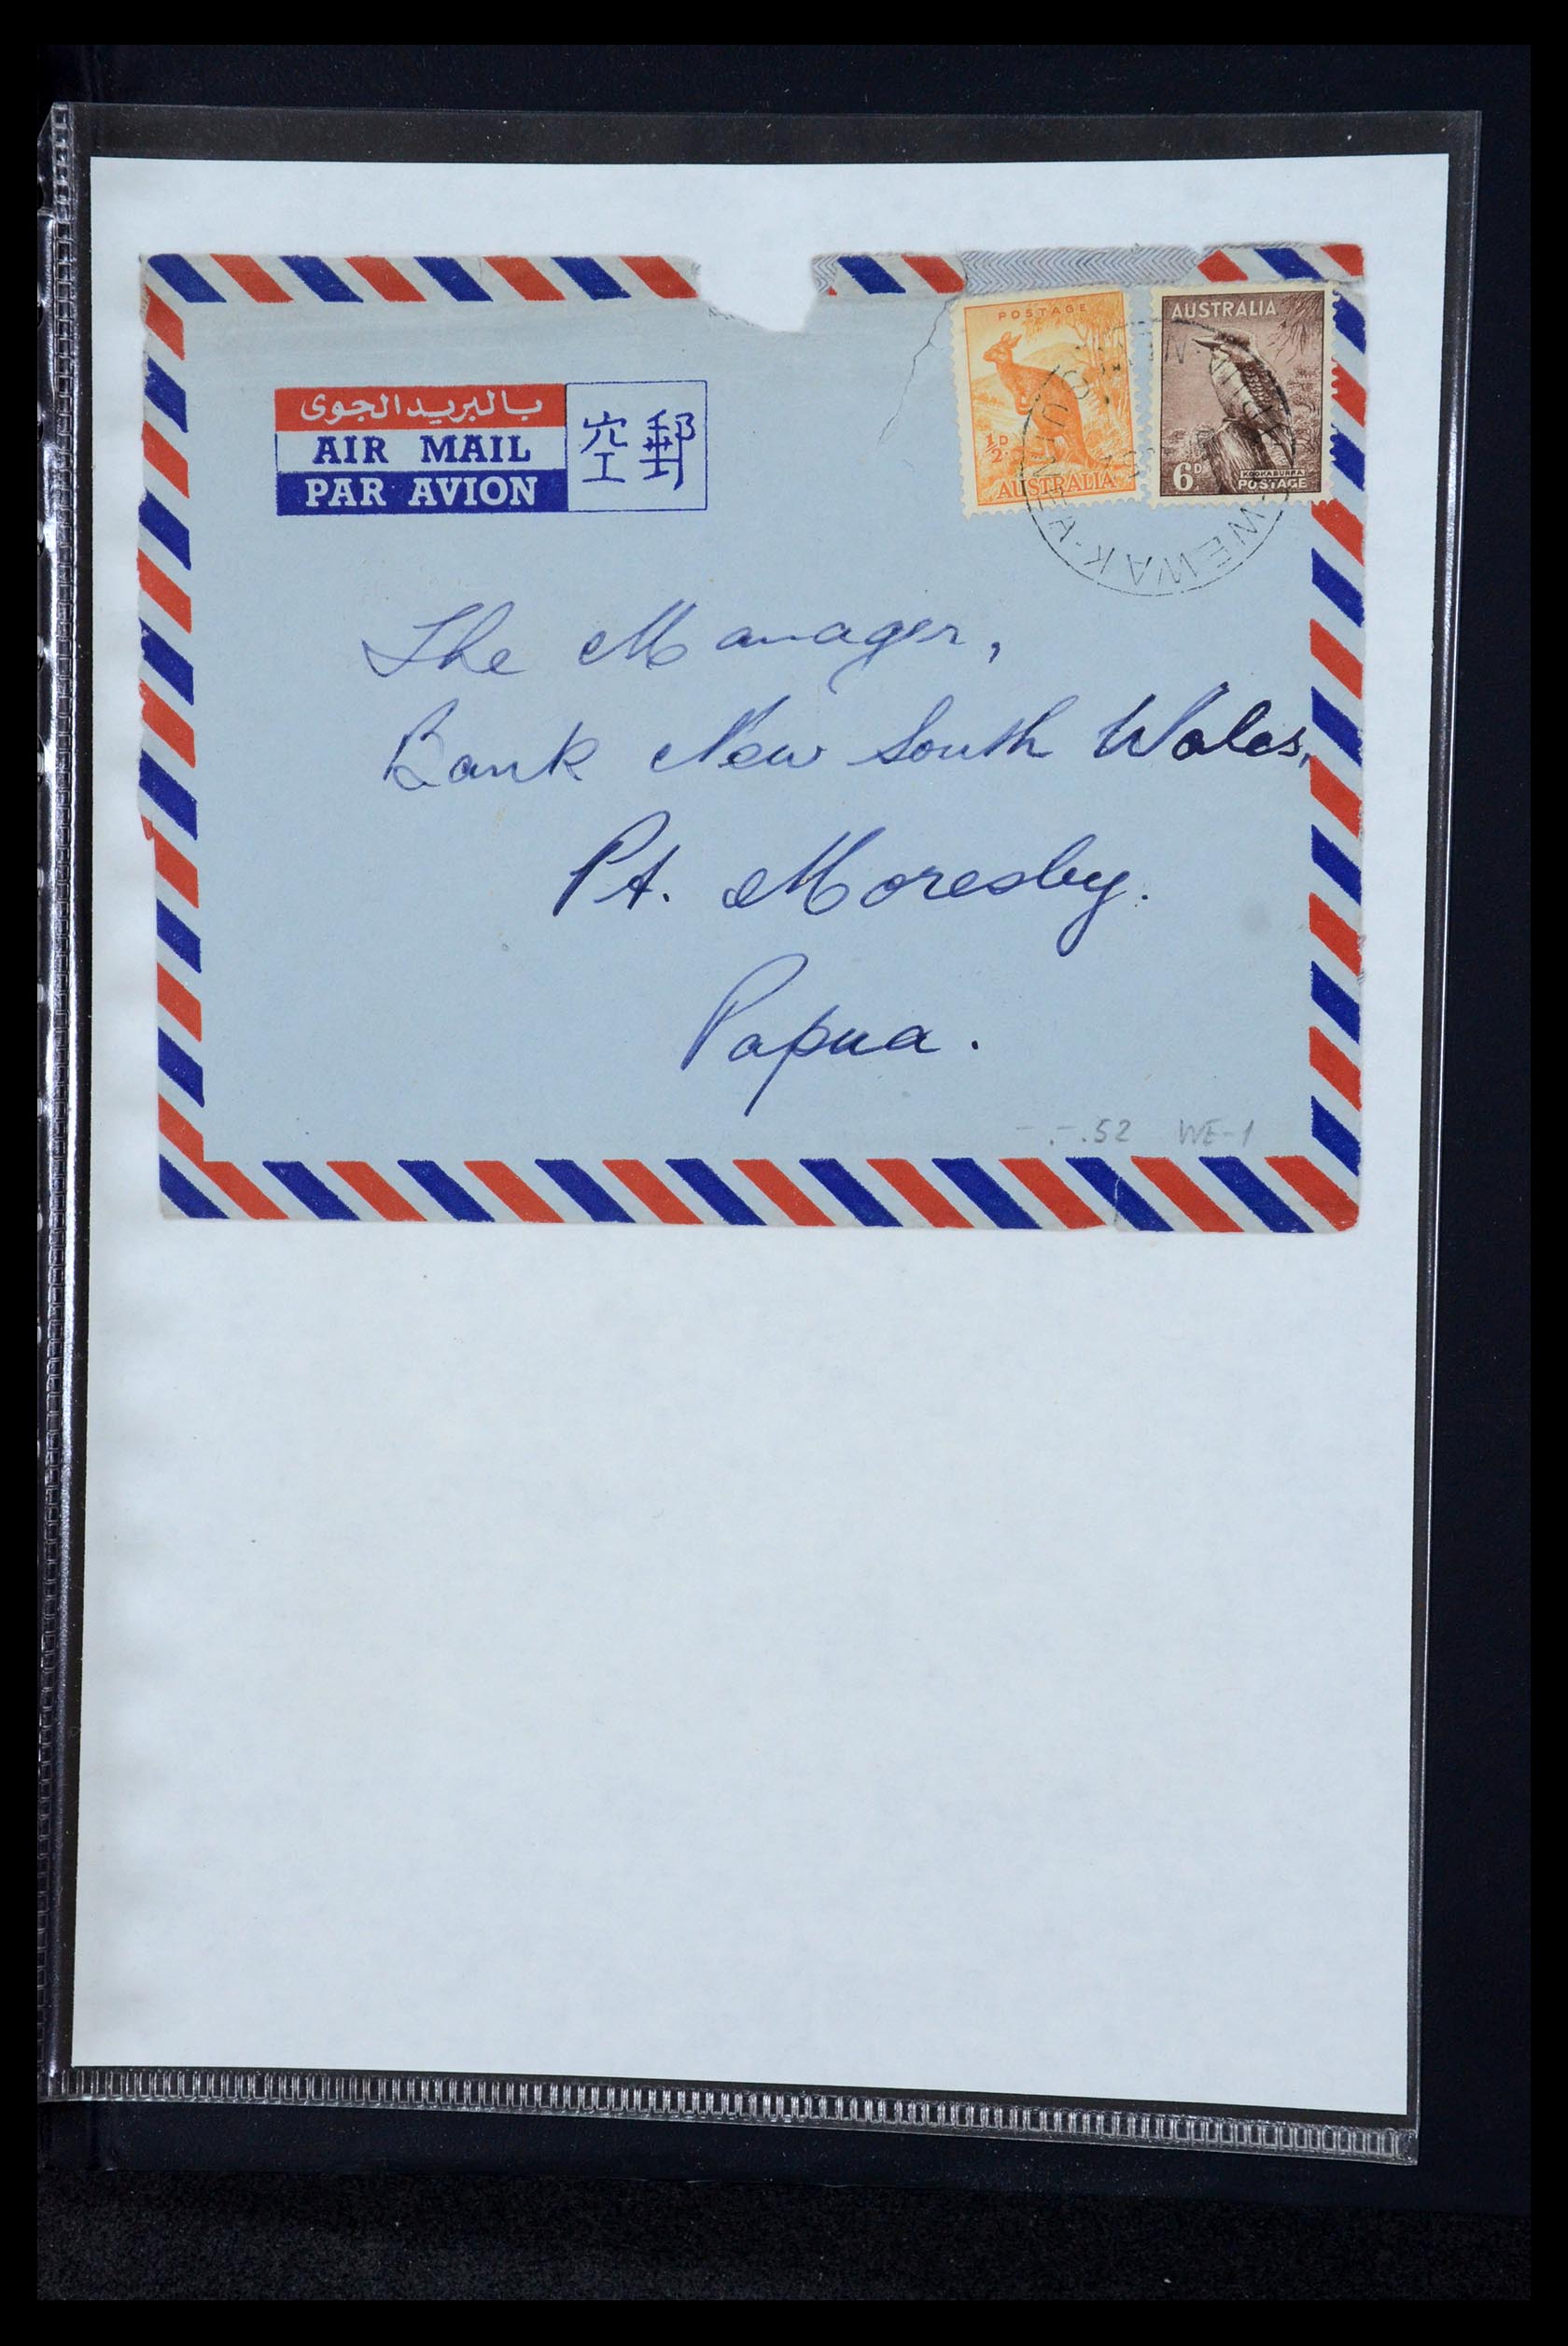 بالبريد الجوى
AIR MAIL
PAR AVION
空郵
POSTAGE
½D
AUSTRALIA
AUSTRALIA
6D
KOOKABURRA
POSTAGE
WEWAK
The Manager,
Bank New South Wales,
Pt. Moresby.
Papua.
-.-.52 WE-1